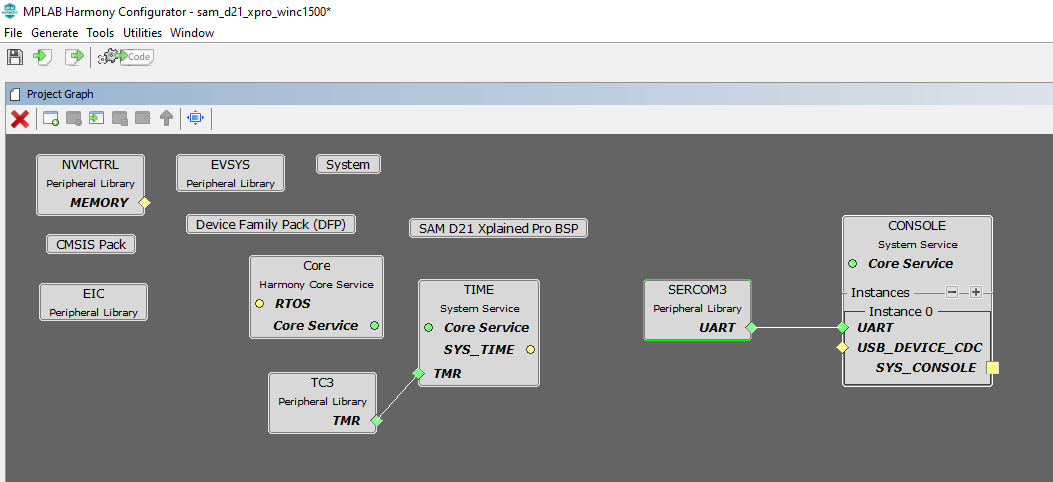 MPLAB Harmony Configurator - sam_d21_xpro_winc1500*
File Generate Tools Utilities Window
Code
Project Graph
NVMCTRL
Peripheral Library
MEMORY
EVSYS
Peripheral Library
System
Device Family Pack (DFP)
SAM D21 Xplained Pro BSP
CMSIS Pack
EIC
Peripheral Library
Core
Harmony Core Service
RTOS
Core Service
TIME
System Service
Core Service
SYS_TIME
TMR
TC3
Peripheral Library
TMR
SERCOM3
Peripheral Library
UART
CONSOLE
System Service
Core Service
Instances
Instance 0
UART
USB_DEVICE_CDC
SYS_CONSOLE